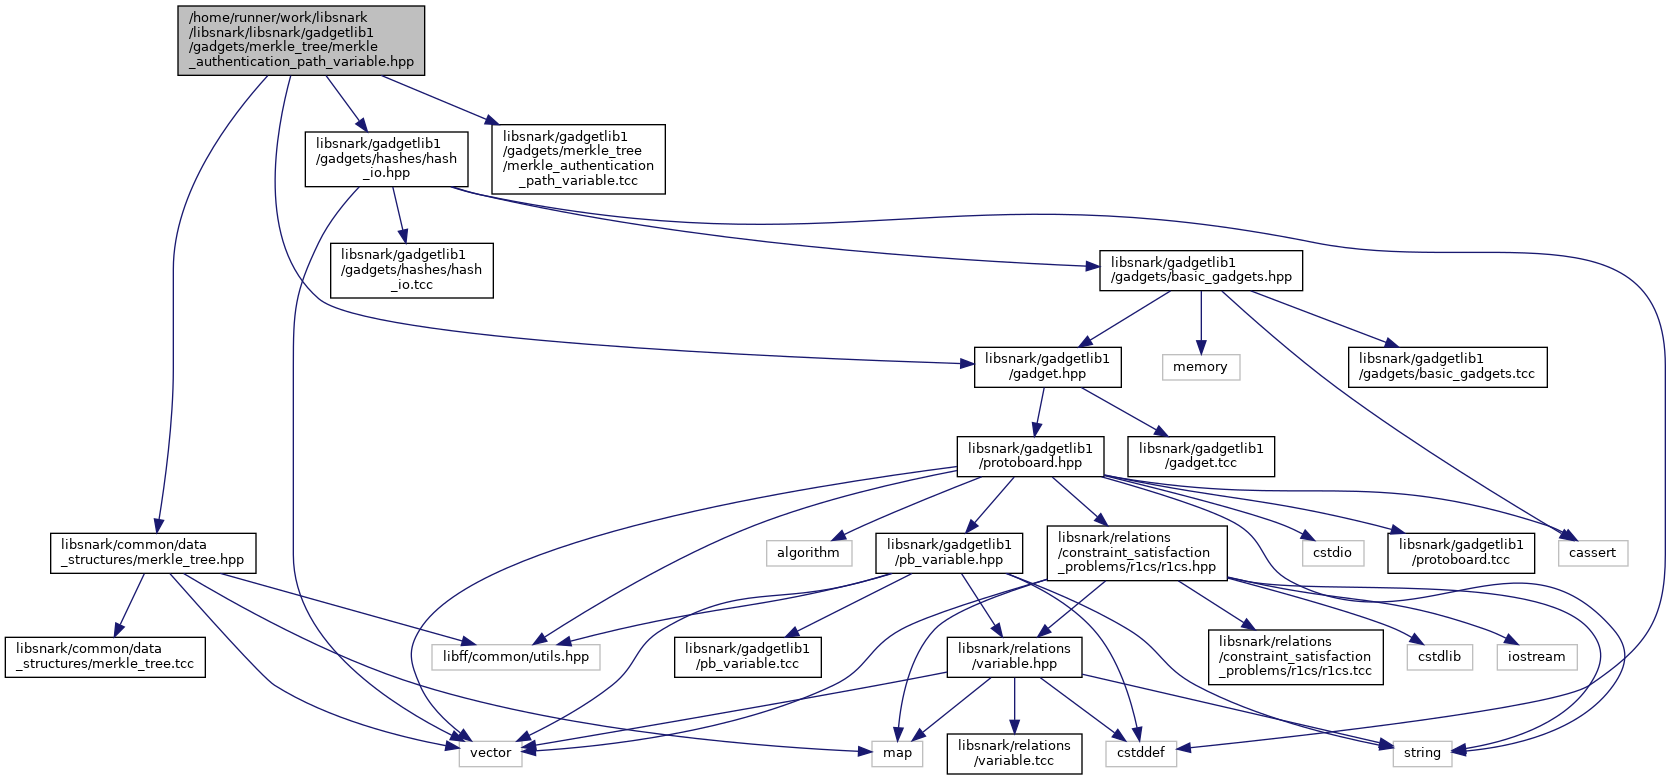 /home/runner/work/libsnark
/libsnark/libsnark/gadgetlib1
/gadgets/merkle_tree/merkle
_authentication_path_variable.hpp
libsnark/gadgetlib1
/gadgets/hashes/hash
_io.hpp
libsnark/gadgetlib1
/gadgets/merkle_tree
/merkle_authentication
_path_variable.tcc
libsnark/gadgetlib1
/gadgets/hashes/hash
_io.tcc
libsnark/gadgetlib1
/gadgets/basic_gadgets.hpp
libsnark/gadgetlib1
/gadget.hpp
memory
libsnark/gadgetlib1
/gadgets/basic_gadgets.tcc
libsnark/gadgetlib1
/protoboard.hpp
libsnark/gadgetlib1
/gadget.tcc
libsnark/common/data
_structures/merkle_tree.hpp
algorithm
libsnark/gadgetlib1
/pb_variable.hpp
libsnark/relations
/constraint_satisfaction
_problems/r1cs/r1cs.hpp
cstdio
libsnark/gadgetlib1
/protoboard.tcc
cassert
libsnark/common/data
_structures/merkle_tree.tcc
libff/common/utils.hpp
libsnark/gadgetlib1
/pb_variable.tcc
libsnark/relations
/variable.hpp
libsnark/relations
/constraint_satisfaction
_problems/r1cs/r1cs.tcc
cstdlib
iostream
vector
map
libsnark/relations
/variable.tcc
cstddef
string